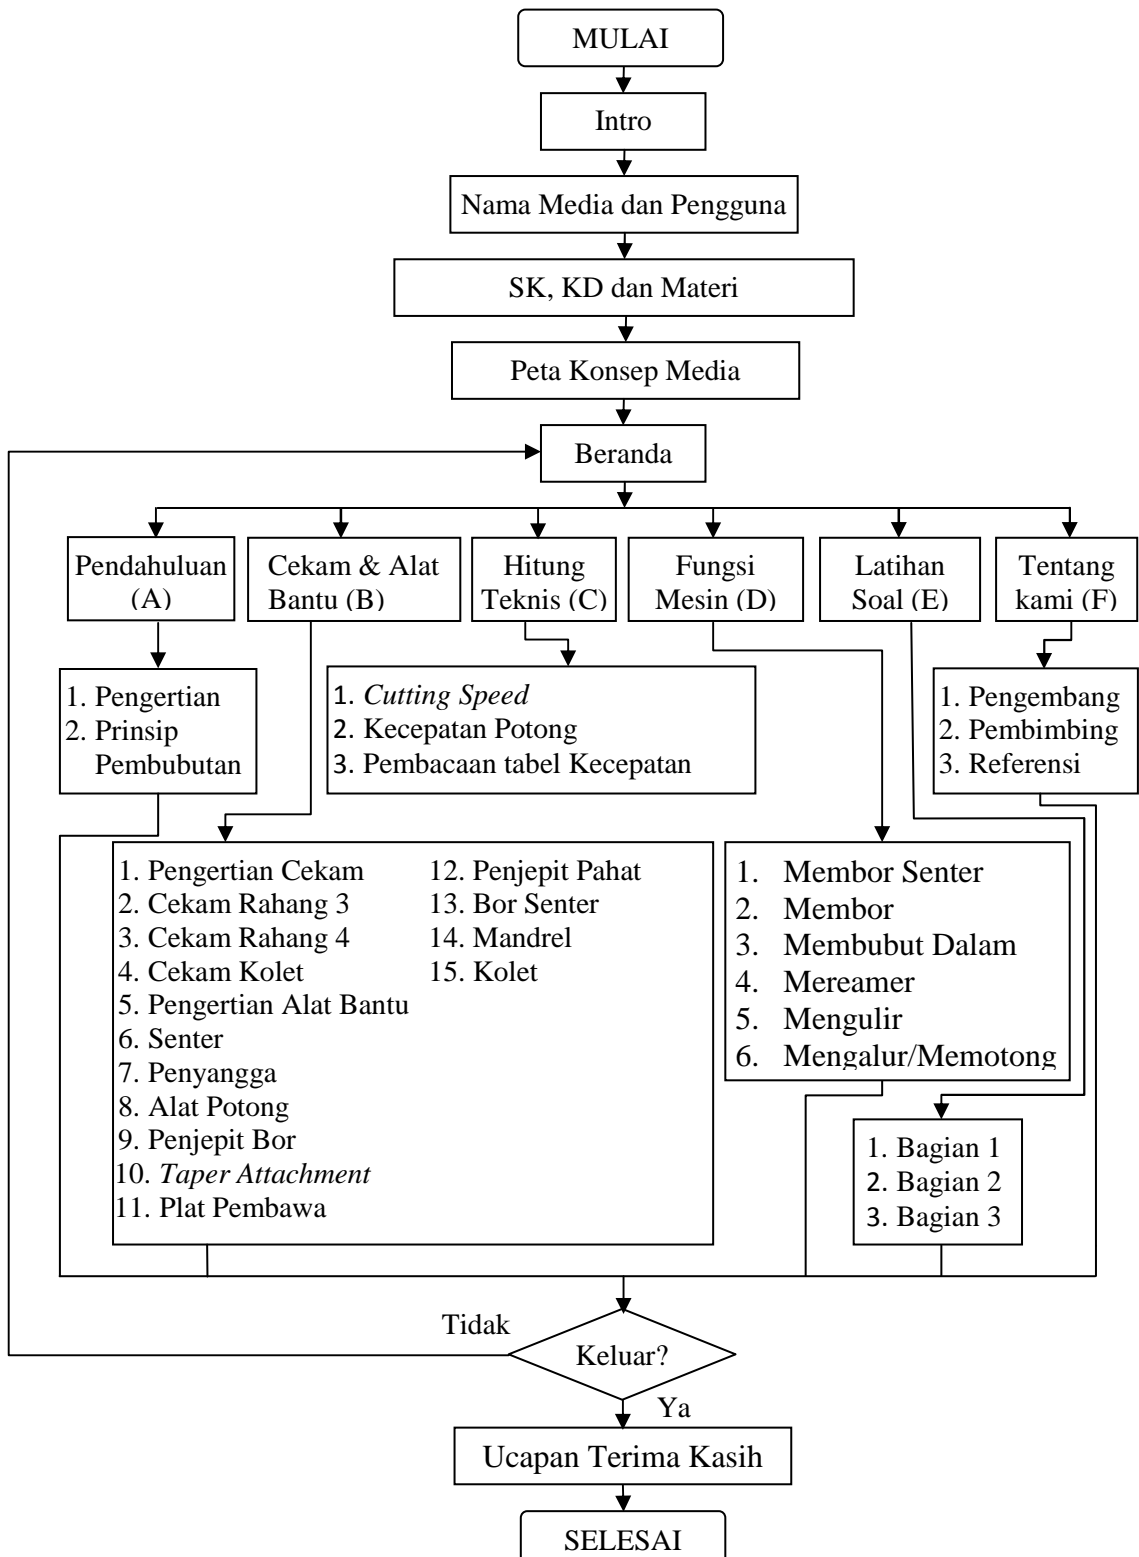 MULAI
Intro
Nama Media dan Pengguna
SK, KD dan Materi
Peta Konsep Media
Beranda
Pendahuluan
(A)
Cekam & Alat
Bantu (B)
Hitung
Teknis (C)
Fungsi
Mesin (D)
Latihan
Soal (E)
Tentang
kami (F)
1. Pengertian
2. Prinsip
Pembubutan
1. Cutting Speed
2. Kecepatan Potong
3. Pembacaan tabel Kecepatan
1. Pengembang
2. Pembimbing
3. Referensi
1. Pengertian Cekam
2. Cekam Rahang 3
3. Cekam Rahang 4
4. Cekam Kolet
5. Pengertian Alat Bantu
6. Senter
7. Penyangga
8. Alat Potong
9. Penjepit Bor
10. Taper Attachment
11. Plat Pembawa
12. Penjepit Pahat
13. Bor Senter
14. Mandrel
15. Kolet
1. Membor Senter
2. Membor
3. Membubut Dalam
4. Mereamer
5. Mengulir
6. Mengalur/Memotong
1. Bagian 1
2. Bagian 2
3. Bagian 3
Tidak
Keluar?
Ya
Ucapan Terima Kasih
SELESAI